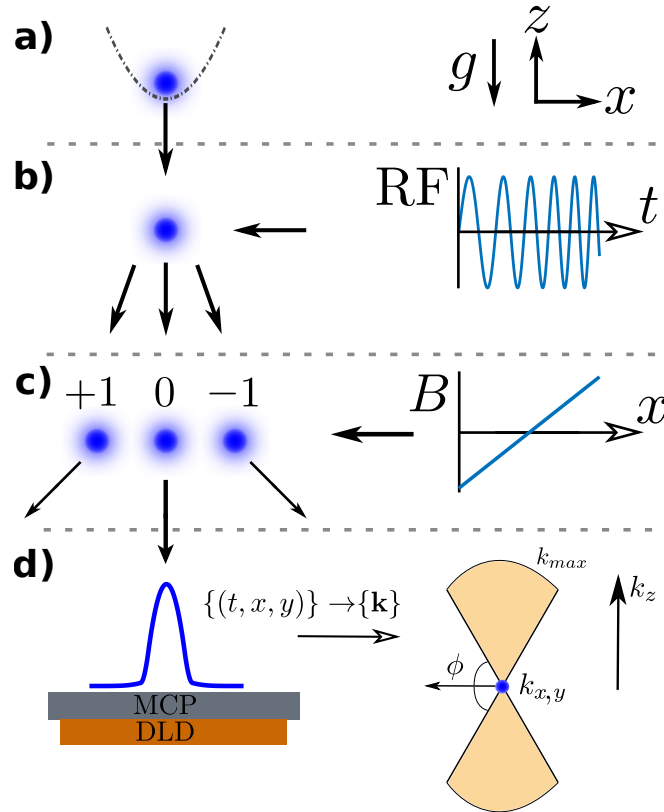 a)
g
z
x
b)
RF
t
c)
+1 0 −1
B
x
d)
{(t, x, y)} →{k}
k_max
k_z
ϕ
k_x,y
MCP
DLD